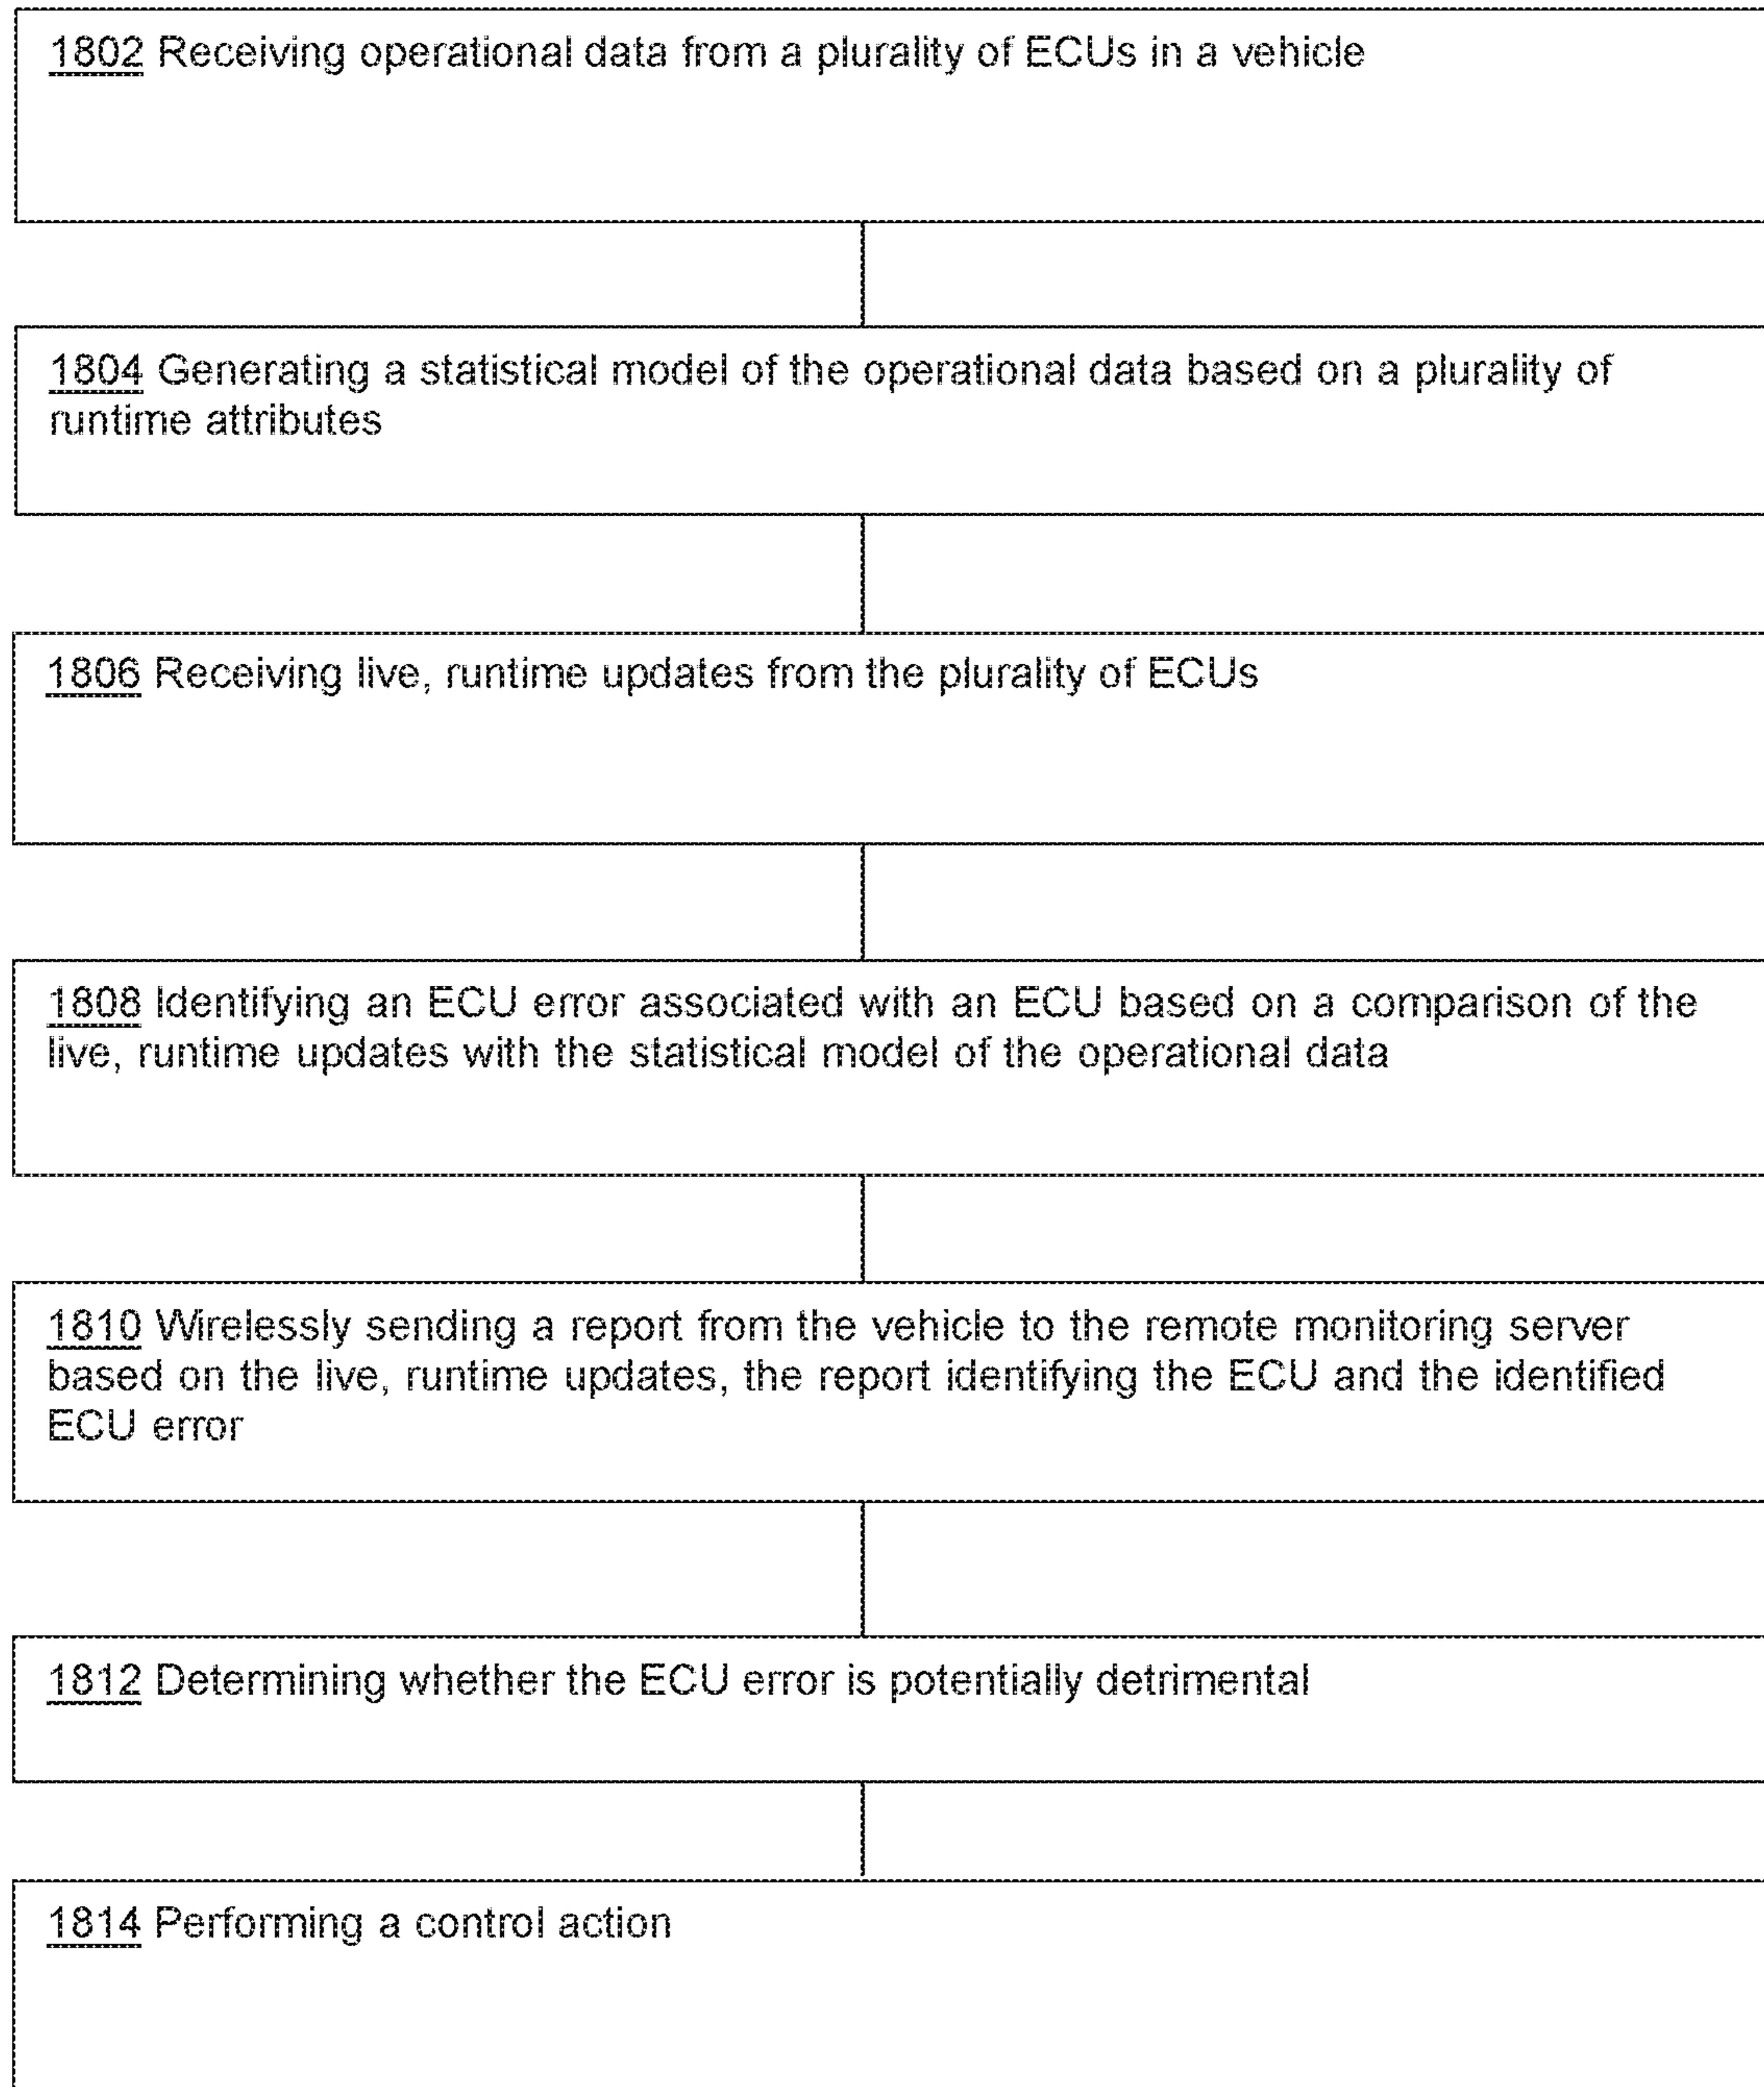 1802 Receiving operational data from a plurality of ECUs in a vehicle
1804 Generating a statistical model of the operational data based on a plurality of
runtime attributes
1806 Receiving live, runtime updates from the plurality of ECUs
1808 Identifying an ECU error associated with an ECU based on a comparison of the
live, runtime updates with the statistical model of the operational data
1810 Wirelessly sending a report from the vehicle to the remote monitoring server
based on the live, runtime updates, the report identifying the ECU and the identified
ECU error
1812 Determining whether the ECU error is potentially detrimental
1814 Performing a control action